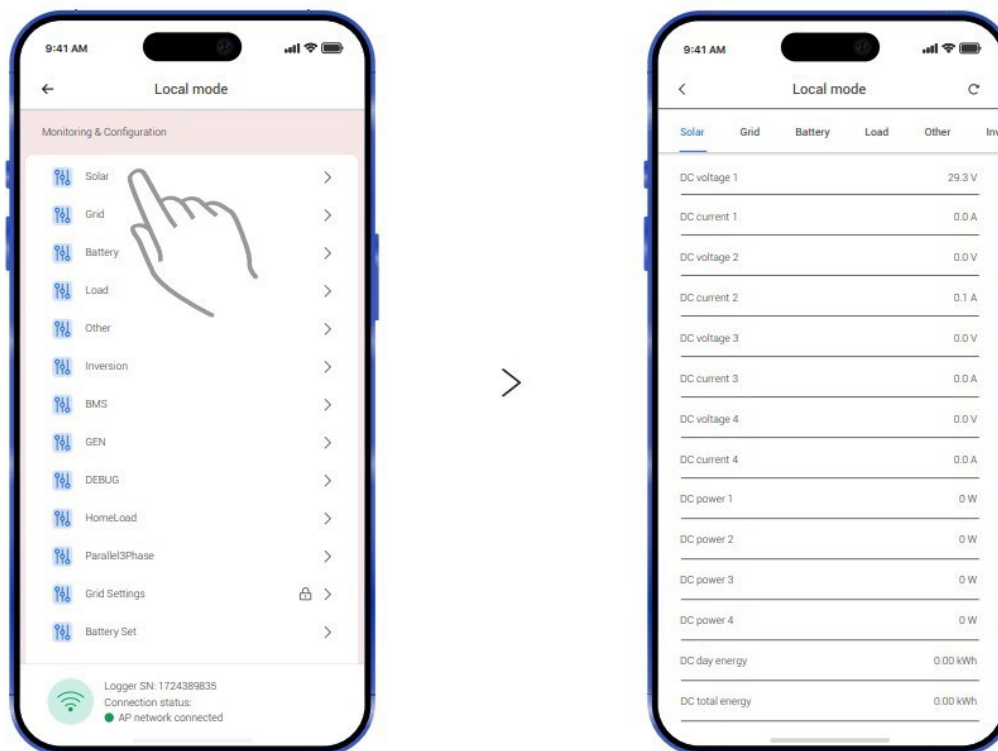 9:41 AM
Local mode
Monitoring & Configuration
Solar
Grid
Battery
Load
Other
Inversion
BMS
GEN
DEBUG
HomeLoad
Parallel3Phase
Grid Settings
Battery Set
Logger SN: 1724389835
Connection status:
AP network connected
9:41 AM
Local mode
Solar Grid Battery Load Other Inv
DC voltage 1 29.3 V
DC current 1 0.0 A
DC voltage 2 0.0 V
DC current 2 0.1 A
DC voltage 3 0.0 V
DC current 3 0.0 A
DC voltage 4 0.0 V
DC current 4 0.0 A
DC power 1 0 W
DC power 2 0 W
DC power 3 0 W
DC power 4 0 W
DC day energy 0.00 kWh
DC total energy 0.00 kWh